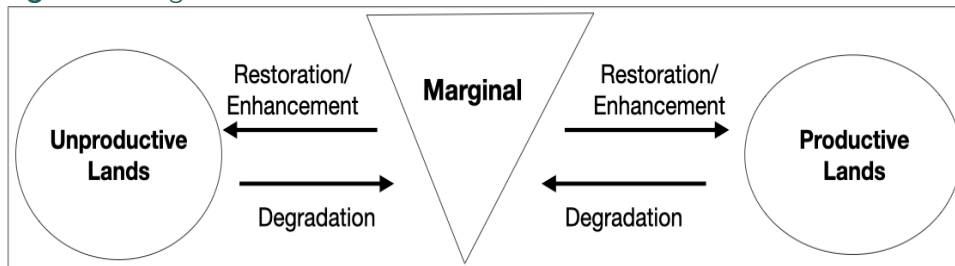 Restoration/
Enhancement
Marginal
Restoration/
Enhancement
Unproductive
Lands
Productive
Lands
Degradation
Degradation